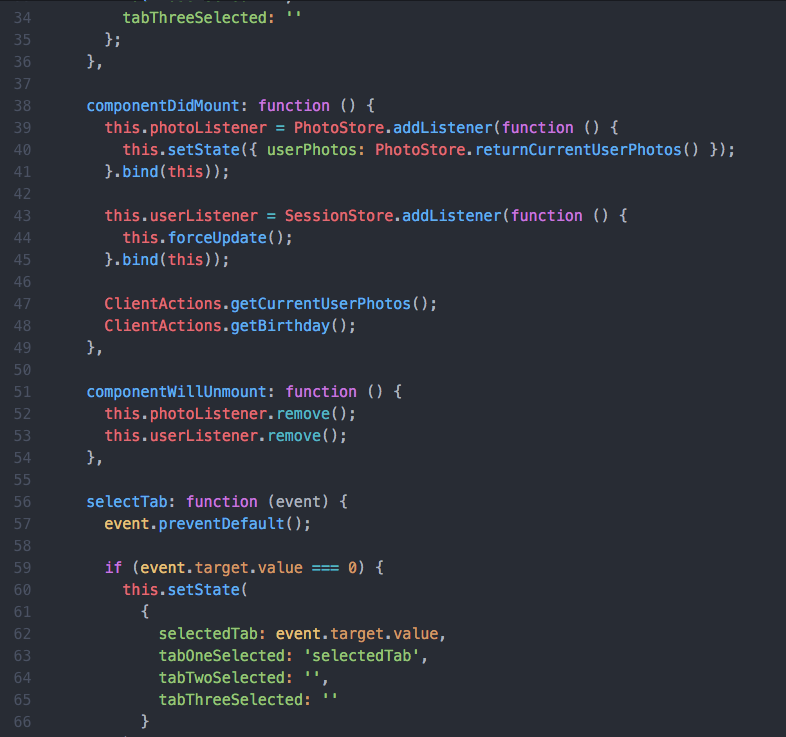 34 tabThreeSelected: ''
35 };
36 },
37
38 componentDidMount: function () {
39 this.photoListener = PhotoStore.addListener(function () {
40 this.setState({ userPhotos: PhotoStore.returnCurrentUserPhotos() });
41 }.bind(this));
42
43 this.userListener = SessionStore.addListener(function () {
44 this.forceUpdate();
45 }.bind(this));
46
47 ClientActions.getCurrentUserPhotos();
48 ClientActions.getBirthday();
49 },
50
51 componentWillUnmount: function () {
52 this.photoListener.remove();
53 this.userListener.remove();
54 },
55
56 selectTab: function (event) {
57 event.preventDefault();
58
59 if (event.target.value === 0) {
60 this.setState(
61 {
62 selectedTab: event.target.value,
63 tabOneSelected: 'selectedTab',
64 tabTwoSelected: '',
65 tabThreeSelected: ''
66 }